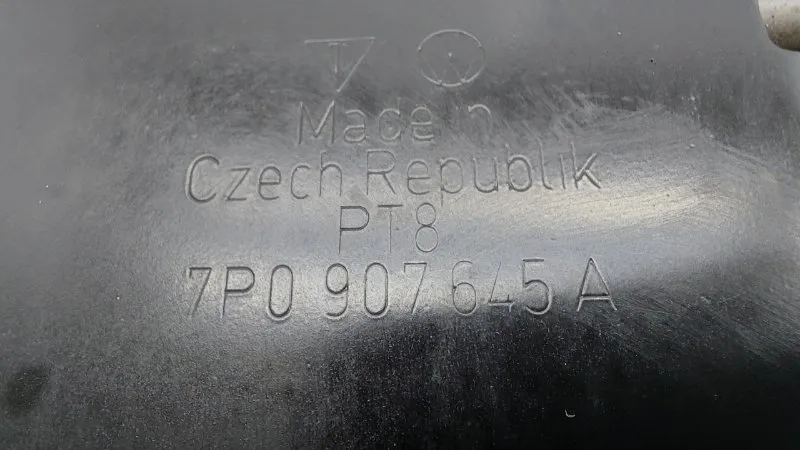 Made in
Czech Republik
PT8
7P0 907 645 A